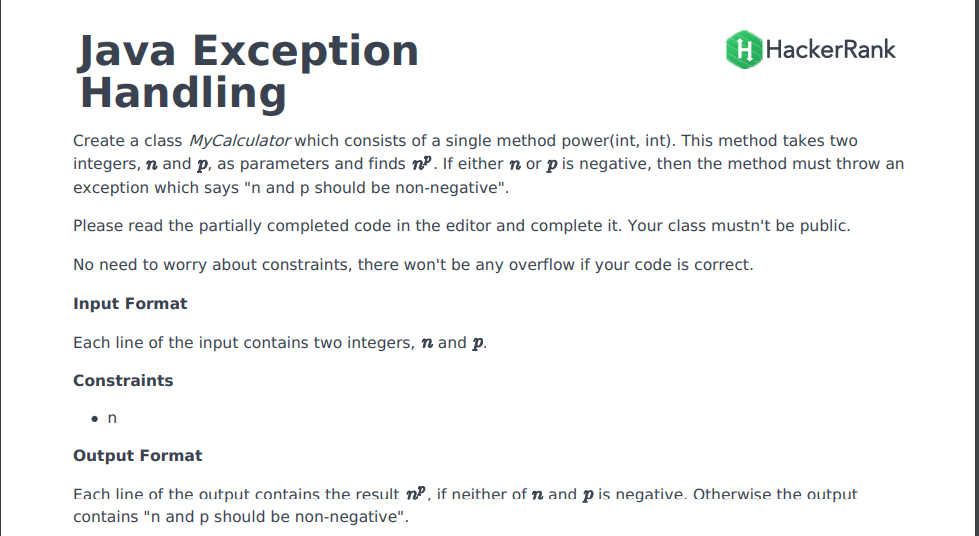 Java Exception
Handling
HackerRank
Create a class MyCalculator which consists of a single method power(int, int). This method takes two
integers, n and p, as parameters and finds nᵖ. If either n or p is negative, then the method must throw an
exception which says "n and p should be non-negative".
Please read the partially completed code in the editor and complete it. Your class mustn't be public.
No need to worry about constraints, there won't be any overflow if your code is correct.
Input Format
Each line of the input contains two integers, n and p.
Constraints
• n
Output Format
Each line of the output contains the result nᵖ, if neither of n and p is negative. Otherwise the output
contains "n and p should be non-negative".